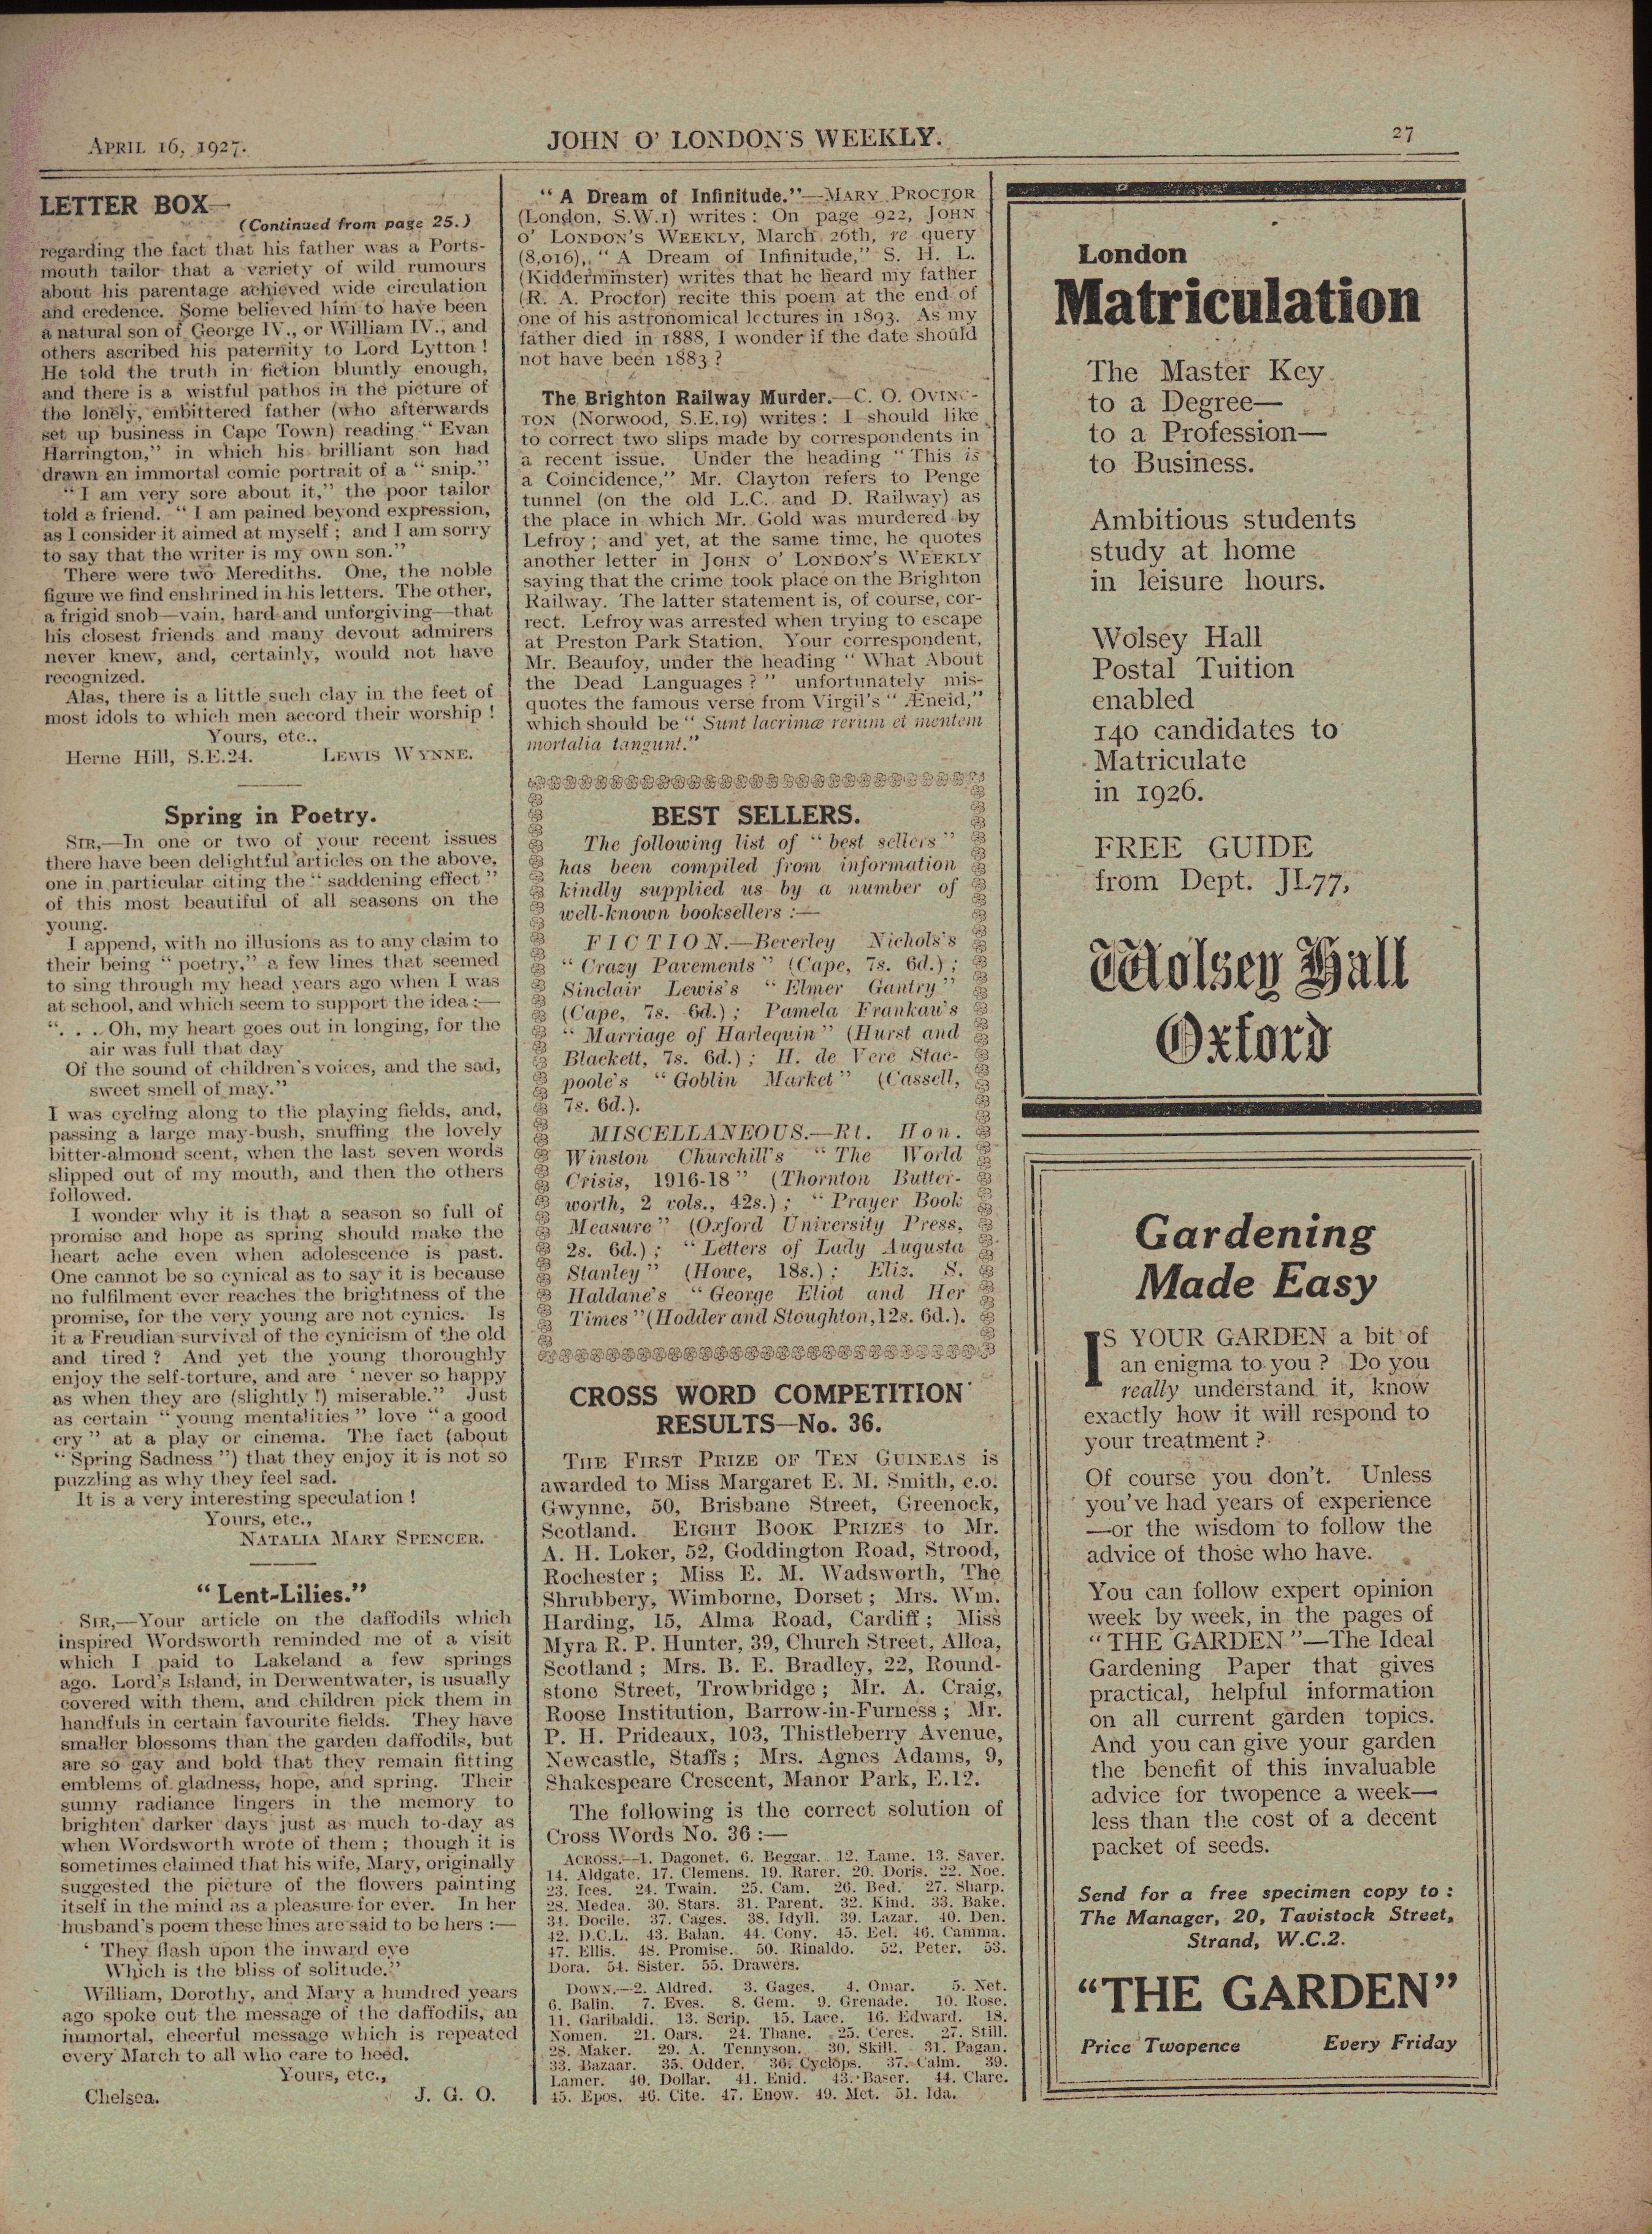 APRIL 16, 1927.
JOHN O' LONDON'S WEEKLY.
27
LETTER BOX—
(Continued from page 25.)
regarding the fact that his father was a Ports-
mouth tailor that a variety of wild rumours
about his parentage achieved wide circulation
and credence. Some believed him to have been
a natural son of George IV., or William IV., and
others ascribed his paternity to Lord Lytton !
He told the truth in fiction bluntly enough,
and there is a wistful pathos in the picture of
the lonely, embittered father (who afterwards
set up business in Cape Town) reading " Evan
Harrington," in which his brilliant son had
drawn an immortal comic portrait of a " snip."
" I am very sore about it," the poor tailor
told a friend. " I am pained beyond expression,
as I consider it aimed at myself ; and I am sorry
to say that the writer is my own son."
There were two Merediths. One, the noble
figure we find enshrined in his letters. The other,
a frigid snob—vain, hard and unforgiving—that
his closest friends and many devout admirers
never knew, and, certainly, would not have
recognized.
Alas, there is a little such clay in the feet of
most idols to which men accord their worship !
Yours, etc.,
Herne Hill, S.E.24. LEWIS WYNNE.
Spring in Poetry.
SIR,—In one or two of your recent issues
there have been delightful articles on the above,
one in particular citing the " saddening effect "
of this most beautiful of all seasons on the
young.
I append, with no illusions as to any claim to
their being " poetry," a few lines that seemed
to sing through my head years ago when I was
at school, and which seem to support the idea :—
". . . Oh, my heart goes out in longing, for the
air was full that day
Of the sound of children's voices, and the sad,
sweet smell of may."
I was cycling along to the playing fields, and,
passing a large may-bush, snuffing the lovely
bitter-almond scent, when the last seven words
slipped out of my mouth, and then the others
followed.
I wonder why it is that a season so full of
promise and hope as spring should make the
heart ache even when adolescence is past.
One cannot be so cynical as to say it is because
no fulfilment ever reaches the brightness of the
promise, for the very young are not cynics. Is
it a Freudian survival of the cynicism of the old
and tired ? And yet the young thoroughly
enjoy the self-torture, and are ' never so happy
as when they are (slightly !) miserable." Just
as certain " young mentalities " love " a good
cry " at a play or cinema. The fact (about
" Spring Sadness ") that they enjoy it is not so
puzzling as why they feel sad.
It is a very interesting speculation !
Yours, etc.,
NATALIA MARY SPENCER.
" Lent-Lilies."
SIR,—Your article on the daffodils which
inspired Wordsworth reminded me of a visit
which I paid to Lakeland a few springs
ago. Lord's Island, in Derwentwater, is usually
covered with them, and children pick them in
handfuls in certain favourite fields. They have
smaller blossoms than the garden daffodils, but
are so gay and bold that they remain fitting
emblems of gladness, hope, and spring. Their
sunny radiance lingers in the memory to
brighten darker days just as much to-day as
when Wordsworth wrote of them ; though it is
sometimes claimed that his wife, Mary, originally
suggested the picture of the flowers painting
itself in the mind as a pleasure for ever. In her
husband's poem these lines are said to be hers :—
' They flash upon the inward eye
Which is the bliss of solitude."
William, Dorothy, and Mary a hundred years
ago spoke out the message of the daffodils, an
immortal, cheerful message which is repeated
every March to all who care to heed.
Yours, etc.,
Chelsea. J. G. O.
" A Dream of Infinitude."—MARY PROCTOR
(London, S.W.1) writes : On page 922, JOHN
O' LONDON'S WEEKLY, March 26th, re query
(8,016), " A Dream of Infinitude," S. H. L.
(Kidderminster) writes that he heard my father
(R. A. Proctor) recite this poem at the end of
one of his astronomical lectures in 1893. As my
father died in 1888, I wonder if the date should
not have been 1883 ?
The Brighton Railway Murder.—C. O. OVING-
TON (Norwood, S.E.19) writes : I should like
to correct two slips made by correspondents in
a recent issue. Under the heading " This is
a Coincidence," Mr. Clayton refers to Penge
tunnel (on the old L.C. and D. Railway) as
the place in which Mr. Gold was murdered by
Lefroy ; and yet, at the same time, he quotes
another letter in JOHN O' LONDON'S WEEKLY
saying that the crime took place on the Brighton
Railway. The latter statement is, of course, cor-
rect. Lefroy was arrested when trying to escape
at Preston Park Station. Your correspondent,
Mr. Beaufoy, under the heading " What About
the Dead Languages ? " unfortunately mis-
quotes the famous verse from Virgil's " Æneid,"
which should be " Sunt lacrimæ rerum et mentem
mortalia tangunt."
BEST SELLERS.
The following list of " best sellers "
has been compiled from information
kindly supplied us by a number of
well-known booksellers :—
FICTION.—Beverley Nichols's
" Crazy Pavements " (Cape, 7s. 6d.) ;
Sinclair Lewis's " Elmer Gantry "
(Cape, 7s. 6d.) ; Pamela Frankau's
" Marriage of Harlequin " (Hurst and
Blackett, 7s. 6d.) ; H. de Vere Stac-
poole's " Goblin Market " (Cassell,
7s. 6d.).
MISCELLANEOUS.—Rt. Hon.
Winston Churchill's " The World
Crisis, 1916-18 " (Thornton Butter-
worth, 2 vols., 42s.) ; " Prayer Book
Measure " (Oxford University Press,
2s. 6d.) ; " Letters of Lady Augusta
Stanley " (Howe, 18s.) ; Eliz. S.
Haldane's " George Eliot and Her
Times " (Hodder and Stoughton, 12s. 6d.).
CROSS WORD COMPETITION
RESULTS—No. 36.
THE FIRST PRIZE OF TEN GUINEAS is
awarded to Miss Margaret E. M. Smith, c.o.
Gwynne, 50, Brisbane Street, Greenock,
Scotland. EIGHT BOOK PRIZES to Mr.
A. H. Loker, 52, Goddington Road, Strood,
Rochester ; Miss E. M. Wadsworth, The
Shrubbery, Wimborne, Dorset ; Mrs. Wm.
Harding, 15, Alma Road, Cardiff ; Miss
Myra R. P. Hunter, 39, Church Street, Alloa,
Scotland ; Mrs. B. E. Bradley, 22, Round-
stone Street, Trowbridge ; Mr. A. Craig,
Roose Institution, Barrow-in-Furness ; Mr.
P. H. Prideaux, 103, Thistleberry Avenue,
Newcastle, Staffs ; Mrs. Agnes Adams, 9,
Shakespeare Crescent, Manor Park, E.12.
The following is the correct solution of
Cross Words No. 36 :—
ACROSS.—1. Dagonet. 6. Beggar. 12. Lame. 13. Saver.
14. Aldgate. 17. Clemens. 19. Rarer. 20. Doris. 22. Noe.
23. Ices. 24. Twain. 25. Cam. 26. Bed. 27. Sharp.
28. Medea. 30. Stars. 31. Parent. 32. Kind. 33. Bake.
34. Docile. 37. Cages. 38. Idyll. 39. Lazar. 40. Den.
42. D.C.L. 43. Balan. 44. Cony. 45. Eel. 46. Camma.
47. Ellis. 48. Promise. 50. Rinaldo. 52. Peter. 53.
Dora. 54. Sister. 55. Drawers.
DOWN.—2. Aldred. 3. Gages. 4. Omar. 5. Net.
6. Balin. 7. Eves. 8. Gem. 9. Grenade. 10. Rose.
11. Garibaldi. 13. Scrip. 15. Lace. 16. Edward. 18.
Nomen. 21. Oars. 24. Thane. 25. Ceres. 27. Still.
28. Maker. 29. A. Tennyson. 30. Skill. 31. Pagan.
33. Bazaar. 35. Odder. 36. Cyclops. 37. Calm. 39.
Lamer. 40. Dollar. 41. Enid. 43. Baser. 44. Clare.
45. Epos. 46. Cite. 47. Enow. 49. Met. 51. Ida.
London
Matriculation
The Master Key
to a Degree—
to a Profession—
to Business.
Ambitious students
study at home
in leisure hours.
Wolsey Hall
Postal Tuition
enabled
140 candidates to
Matriculate
in 1926.
FREE GUIDE
from Dept. JL77,
Wolsey Hall
Oxford
Gardening
Made Easy
IS YOUR GARDEN a bit of
an enigma to you ? Do you
really understand it, know
exactly how it will respond to
your treatment ?
Of course you don't. Unless
you've had years of experience
—or the wisdom to follow the
advice of those who have.
You can follow expert opinion
week by week, in the pages of
" THE GARDEN "—The Ideal
Gardening Paper that gives
practical, helpful information
on all current garden topics.
And you can give your garden
the benefit of this invaluable
advice for twopence a week—
less than the cost of a decent
packet of seeds.
Send for a free specimen copy to :
The Manager, 20, Tavistock Street,
Strand, W.C.2.
"THE GARDEN"
Price Twopence Every Friday